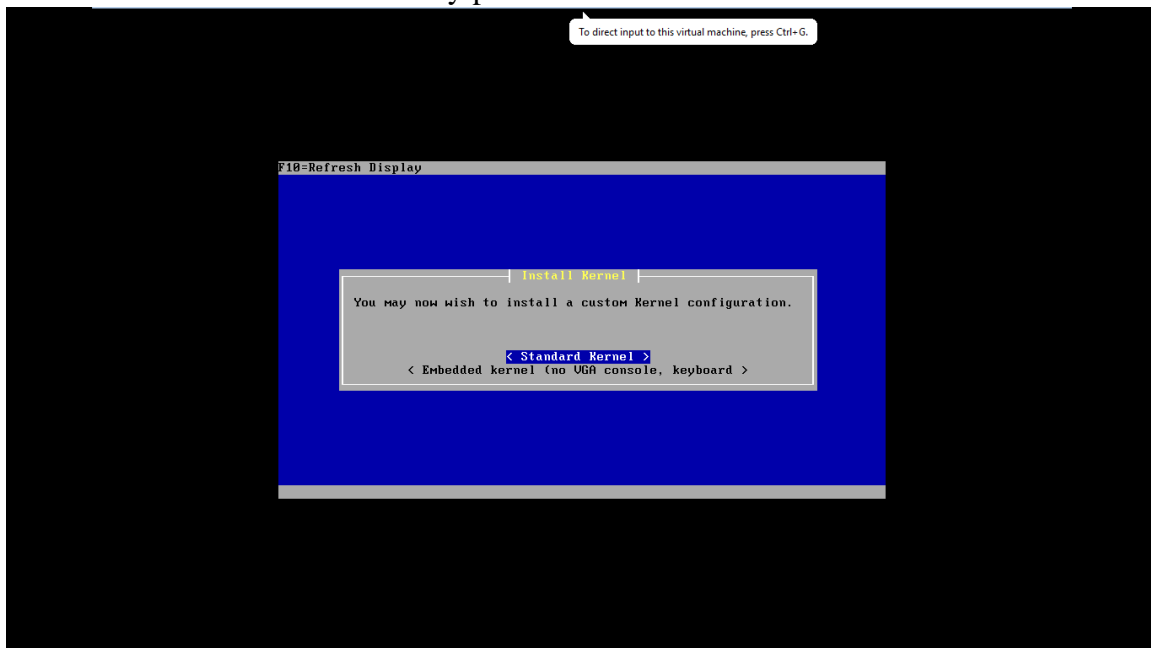 To direct input to this virtual machine, press Ctrl+G.
F10=Refresh Display
Install Kernel
You may now wish to install a custom Kernel configuration.
< Standard Kernel >
< Embedded kernel (no VGA console, keyboard >